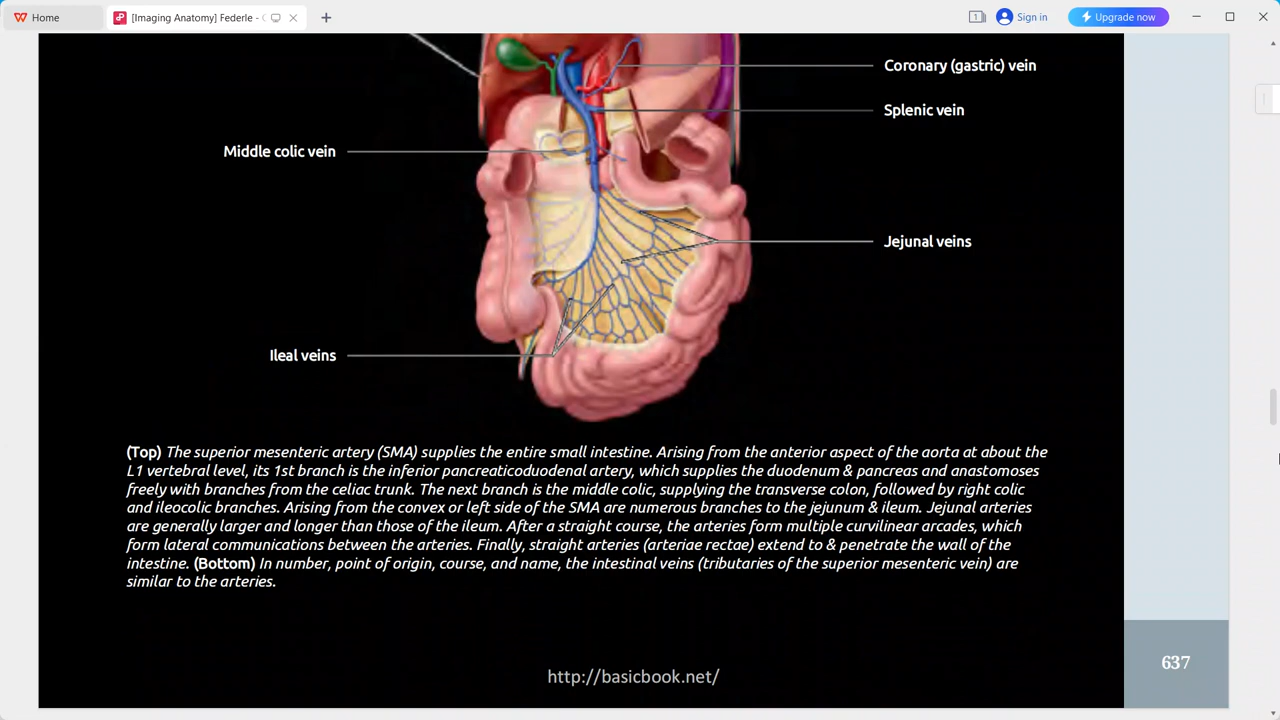 Home
[Imaging Anatomy] Federle -
1
Sign in
Upgrade now
Coronary (gastric) vein
Splenic vein
Middle colic vein
Jejunal veins
Ileal veins
(Top) The superior mesenteric artery (SMA) supplies the entire small intestine. Arising from the anterior aspect of the aorta at about the
L1 vertebral level, its 1st branch is the inferior pancreaticoduodenal artery, which supplies the duodenum & pancreas and anastomoses
freely with branches from the celiac trunk. The next branch is the middle colic, supplying the transverse colon, followed by right colic
and ileocolic branches. Arising from the convex or left side of the SMA are numerous branches to the jejunum & ileum. Jejunal arteries
are generally larger and longer than those of the ileum. After a straight course, the arteries form multiple curvilinear arcades, which
form lateral communications between the arteries. Finally, straight arteries (arteriae rectae) extend to & penetrate the wall of the
intestine. (Bottom) In number, point of origin, course, and name, the intestinal veins (tributaries of the superior mesenteric vein) are
similar to the arteries.
637
http://basicbook.net/